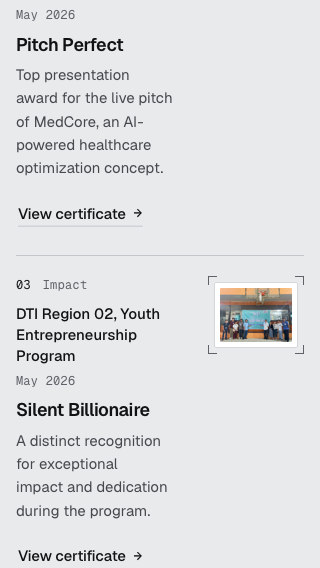 May 2026
Pitch Perfect
Top presentation
award for the live pitch
of MedCore, an AI-
powered healthcare
optimization concept.
View certificate →
03 Impact
DTI Region 02, Youth
Entrepreneurship
Program
May 2026
Silent Billionaire
A distinct recognition
for exceptional
impact and dedication
during the program.
View certificate →